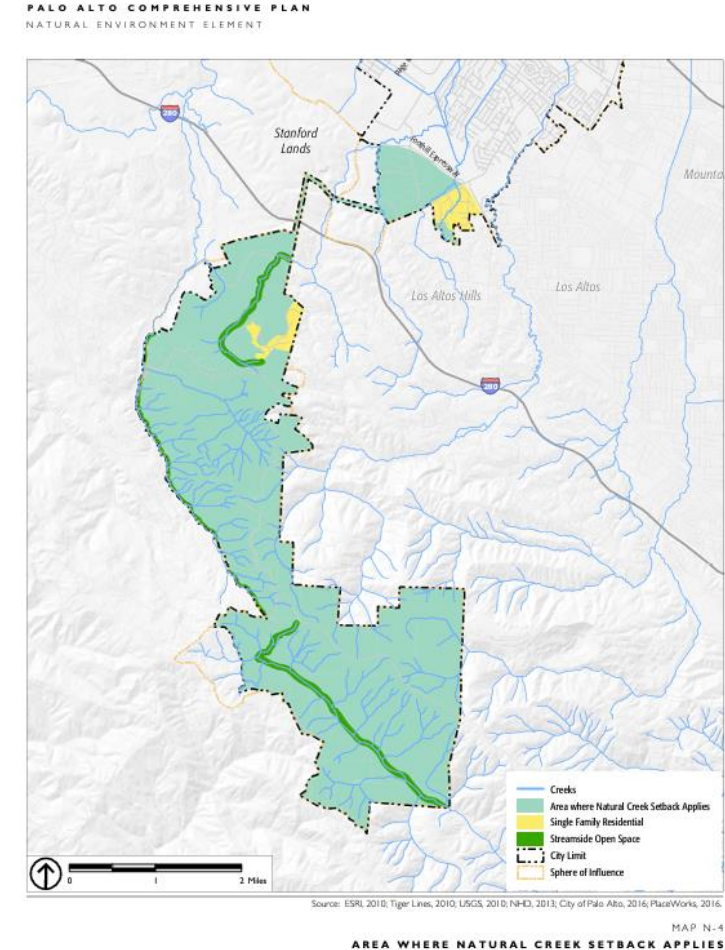 PALO ALTO COMPREHENSIVE PLAN
NATURAL ENVIRONMENT ELEMENT
280
Stanford
Lands
Foothill Expressway
Mounta
Los Altos Hills
Los Altos
280
Creeks
Area where Natural Creek Setback Applies
Single Family Residential
Streamside Open Space
City Limit
Sphere of Influence
0 1 2 Miles
Source: ESRI, 2010; Tiger Lines, 2010; USGS, 2010; NHD, 2013; City of Palo Alto, 2016; PlaceWorks, 2016.
MAP N-4
AREA WHERE NATURAL CREEK SETBACK APPLIES